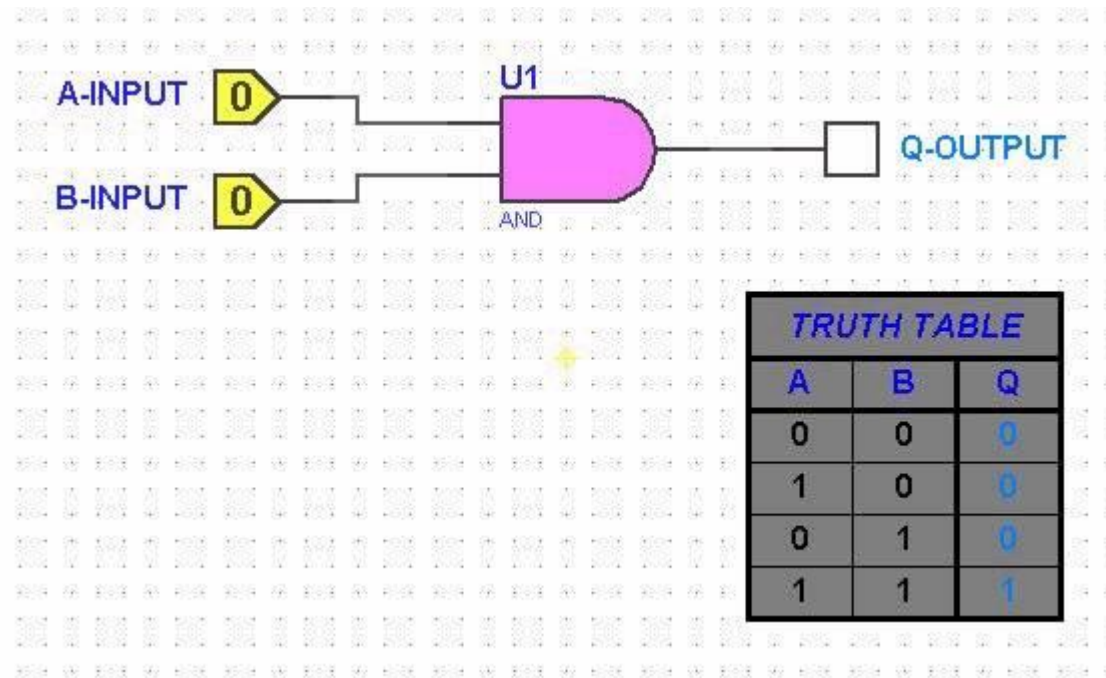 A-INPUT 0
U1
Q-OUTPUT
B-INPUT 0
AND
TRUTH TABLE
A B Q
0 0 0
1 0 0
0 1 0
1 1 1